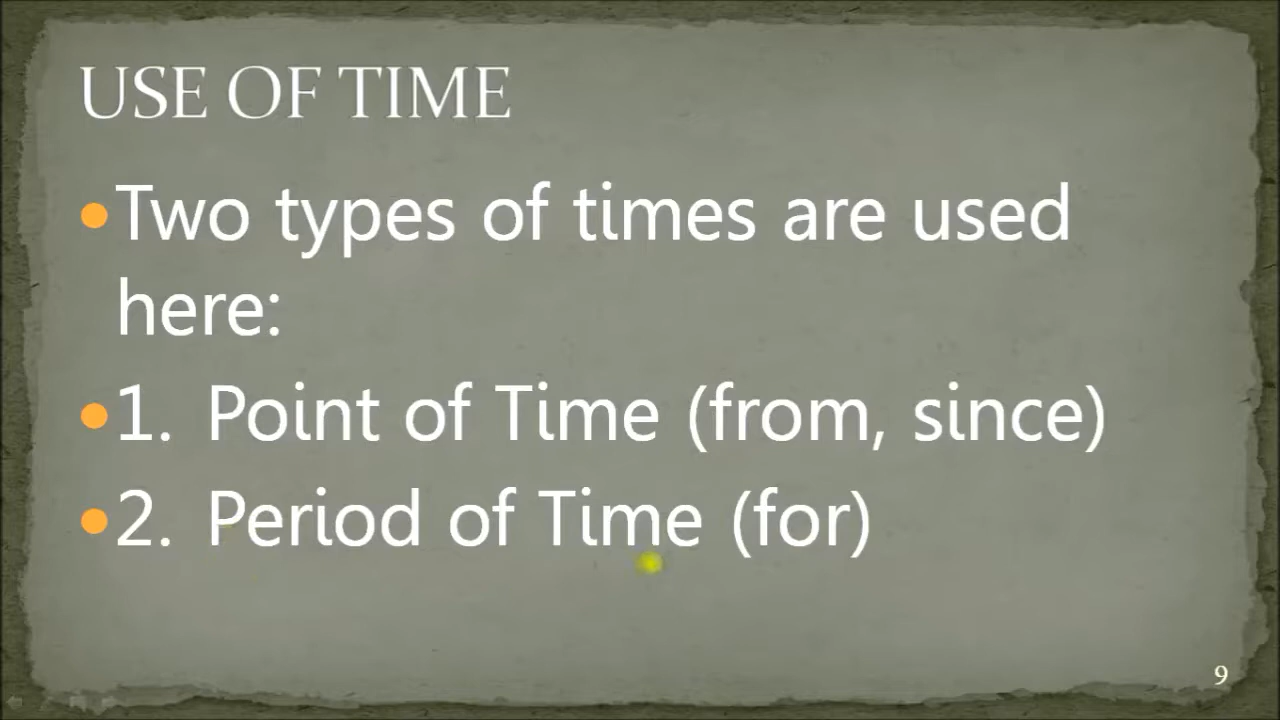 USE OF TIME
•Two types of times are used
here:
•1. Point of Time (from, since)
•2. Period of Time (for)
9